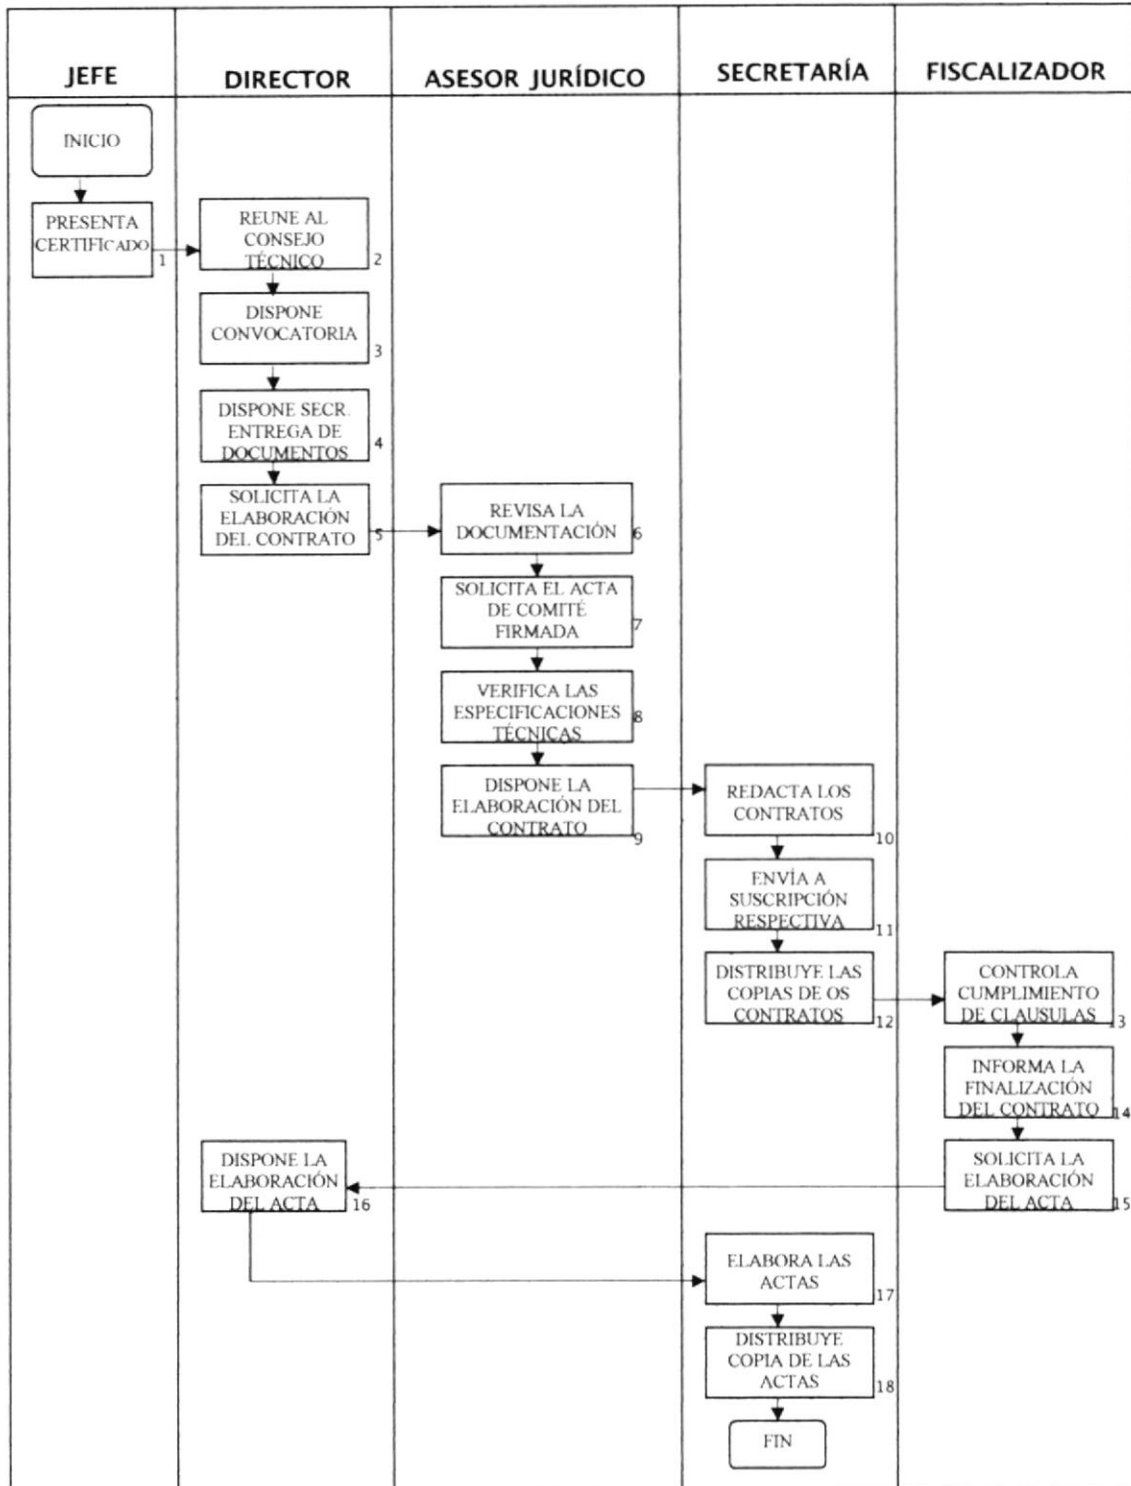 JEFE
DIRECTOR
ASESOR JURÍDICO
SECRETARÍA
FISCALIZADOR
INICIO
PRESENTA
CERTIFICADO
1
REUNE AL
CONSEJO
TÉCNICO
2
DISPONE
CONVOCATORIA
3
DISPONE SECR.
ENTREGA DE
DOCUMENTOS
4
SOLICITA LA
ELABORACIÓN
DEL CONTRATO
5
REVISA LA
DOCUMENTACIÓN
6
SOLICITA EL ACTA
DE COMITÉ
FIRMADA
7
VERIFICA LAS
ESPECIFICACIONES
TÉCNICAS
8
DISPONE LA
ELABORACIÓN DEL
CONTRATO
9
REDACTA LOS
CONTRATOS
10
ENVÍA A
SUSCRIPCIÓN
RESPECTIVA
11
DISTRIBUYE LAS
COPIAS DE OS
CONTRATOS
12
CONTROLA
CUMPLIMIENTO
DE CLAUSULAS
13
INFORMA LA
FINALIZACIÓN
DEL CONTRATO
14
SOLICITA LA
ELABORACIÓN
DEL ACTA
15
DISPONE LA
ELABORACIÓN
DEL ACTA
16
ELABORA LAS
ACTAS
17
DISTRIBUYE
COPIA DE LAS
ACTAS
18
FIN